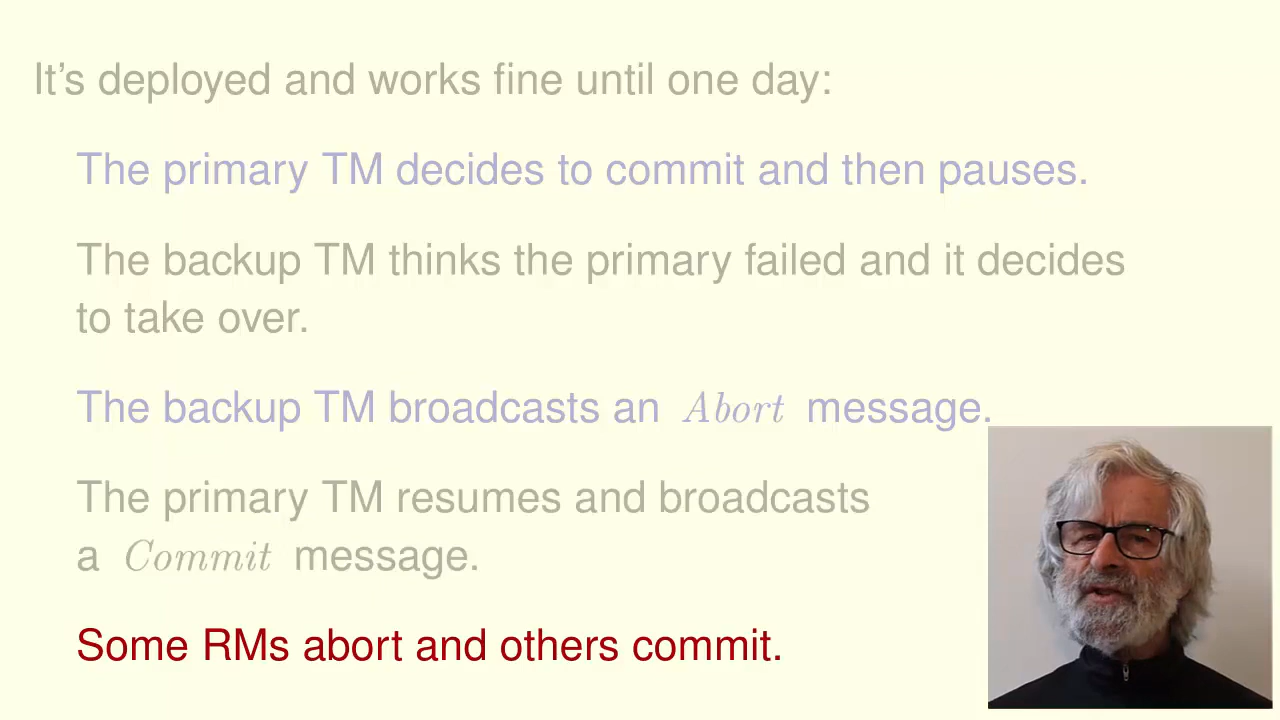 It's deployed and works fine until one day:
The primary TM decides to commit and then pauses.
The backup TM thinks the primary failed and it decides
to take over.
The backup TM broadcasts an Abort message.
The primary TM resumes and broadcasts
a Commit message.
Some RMs abort and others commit.